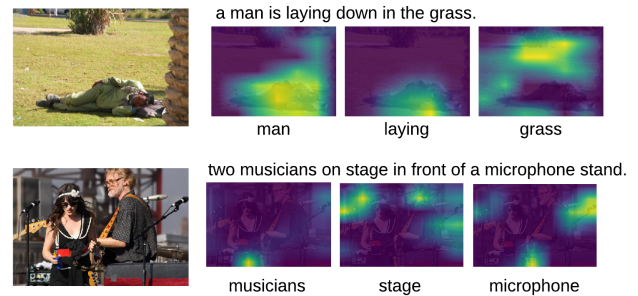 a man is laying down in the grass.
man laying grass
two musicians on stage in front of a microphone stand.
musicians stage microphone